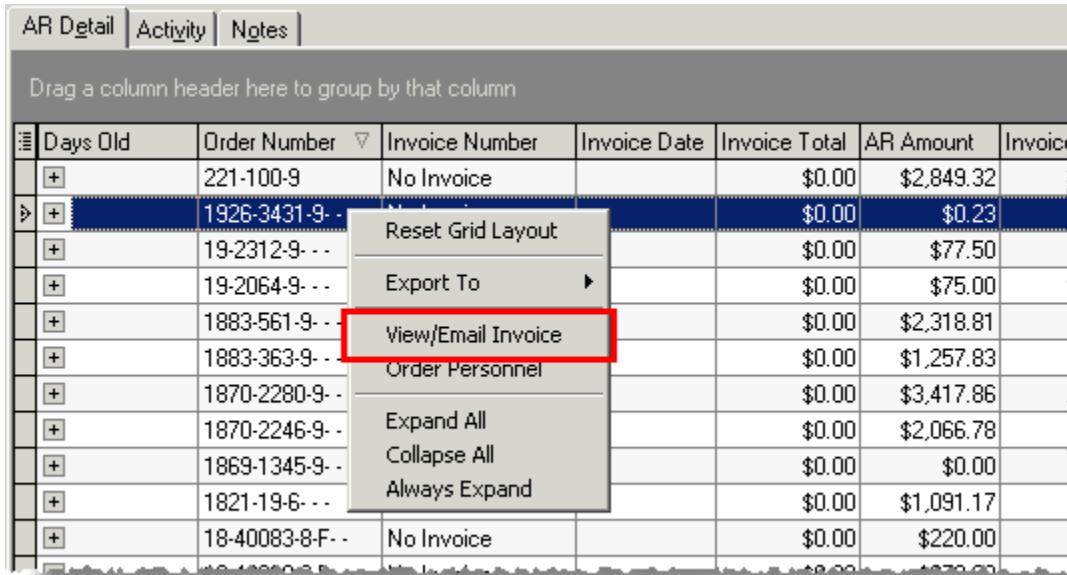 AR Detail Activity Notes
Drag a column header here to group by that column
Days Old Order Number Invoice Number Invoice Date Invoice Total AR Amount
221-100-9 No Invoice $0.00 $2,849.32
1926-3431-9- - $0.00 $0.23
Reset Grid Layout
19-2312-9- - - $0.00 $77.50
19-2064-9- - - Export To $0.00 $75.00
1883-561-9- - - View/Email Invoice $0.00 $2,318.81
1883-363-9- - - Order Personnel $0.00 $1,257.83
1870-2280-9- - $0.00 $3,417.86
1870-2246-9- - Expand All $0.00 $2,066.78
1869-1345-9- - Collapse All $0.00 $0.00
1821-19-6- - - Always Expand $0.00 $1,091.17
18-40083-8-F- - No Invoice $0.00 $220.00